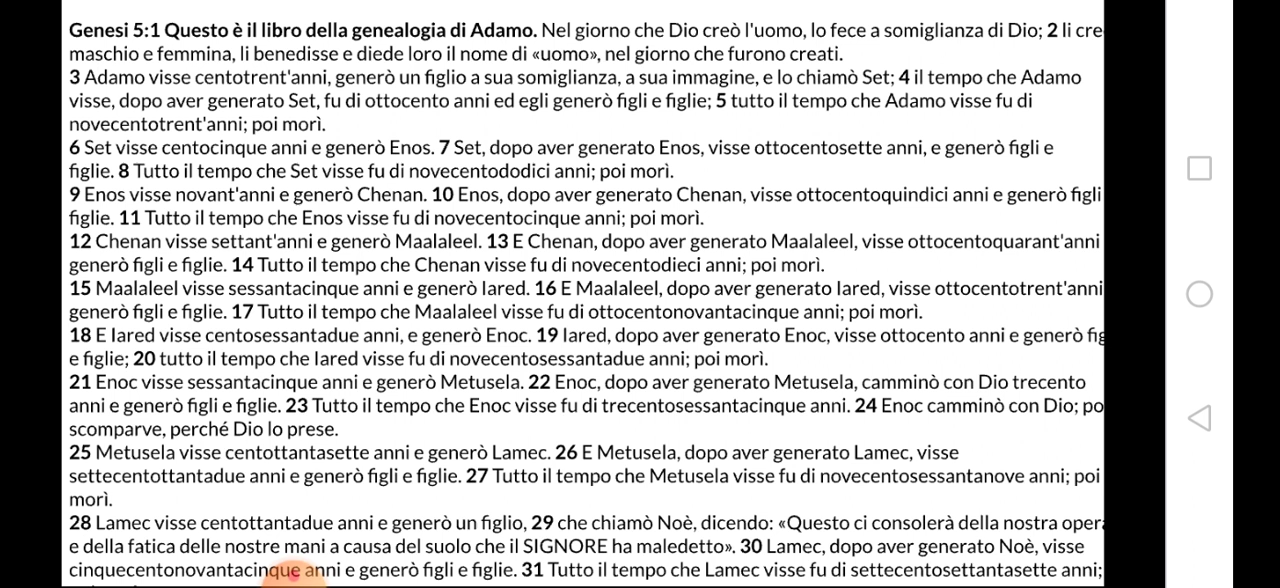 Genesi 5:1 Questo è il libro della genealogia di Adamo. Nel giorno che Dio creò l'uomo, lo fece a somiglianza di Dio; 2 li cre
maschio e femmina, li benedisse e diede loro il nome di «uomo», nel giorno che furono creati.
3 Adamo visse centotrent'anni, generò un figlio a sua somiglianza, a sua immagine, e lo chiamò Set; 4 il tempo che Adamo
visse, dopo aver generato Set, fu di ottocento anni ed egli generò figli e figlie; 5 tutto il tempo che Adamo visse fu di
novecentotrent'anni; poi morì.
6 Set visse centocinque anni e generò Enos. 7 Set, dopo aver generato Enos, visse ottocentosette anni, e generò figli e
figlie. 8 Tutto il tempo che Set visse fu di novecentododici anni; poi morì.
9 Enos visse novant'anni e generò Chenan. 10 Enos, dopo aver generato Chenan, visse ottocentoquindici anni e generò figli
figlie. 11 Tutto il tempo che Enos visse fu di novecentocinque anni; poi morì.
12 Chenan visse settant'anni e generò Maalaleel. 13 E Chenan, dopo aver generato Maalaleel, visse ottocentoquarant'anni
generò figli e figlie. 14 Tutto il tempo che Chenan visse fu di novecentodieci anni; poi morì.
15 Maalaleel visse sessantacinque anni e generò Iared. 16 E Maalaleel, dopo aver generato Iared, visse ottocentotrent'anni
generò figli e figlie. 17 Tutto il tempo che Maalaleel visse fu di ottocentonovantacinque anni; poi morì.
18 E Iared visse centosessantadue anni, e generò Enoc. 19 Iared, dopo aver generato Enoc, visse ottocento anni e generò fig
e figlie; 20 tutto il tempo che Iared visse fu di novecentosessantadue anni; poi morì.
21 Enoc visse sessantacinque anni e generò Metusela. 22 Enoc, dopo aver generato Metusela, camminò con Dio trecento
anni e generò figli e figlie. 23 Tutto il tempo che Enoc visse fu di trecentosessantacinque anni. 24 Enoc camminò con Dio; po
scomparve, perché Dio lo prese.
25 Metusela visse centottantasette anni e generò Lamec. 26 E Metusela, dopo aver generato Lamec, visse
settecentottantadue anni e generò figli e figlie. 27 Tutto il tempo che Metusela visse fu di novecentosessantanove anni; poi
morì.
28 Lamec visse centottantadue anni e generò un figlio, 29 che chiamò Noè, dicendo: «Questo ci consolerà della nostra opera
e della fatica delle nostre mani a causa del suolo che il SIGNORE ha maledetto». 30 Lamec, dopo aver generato Noè, visse
cinquecentonovantacinque anni e generò figli e figlie. 31 Tutto il tempo che Lamec visse fu di settecentosettantasette anni;